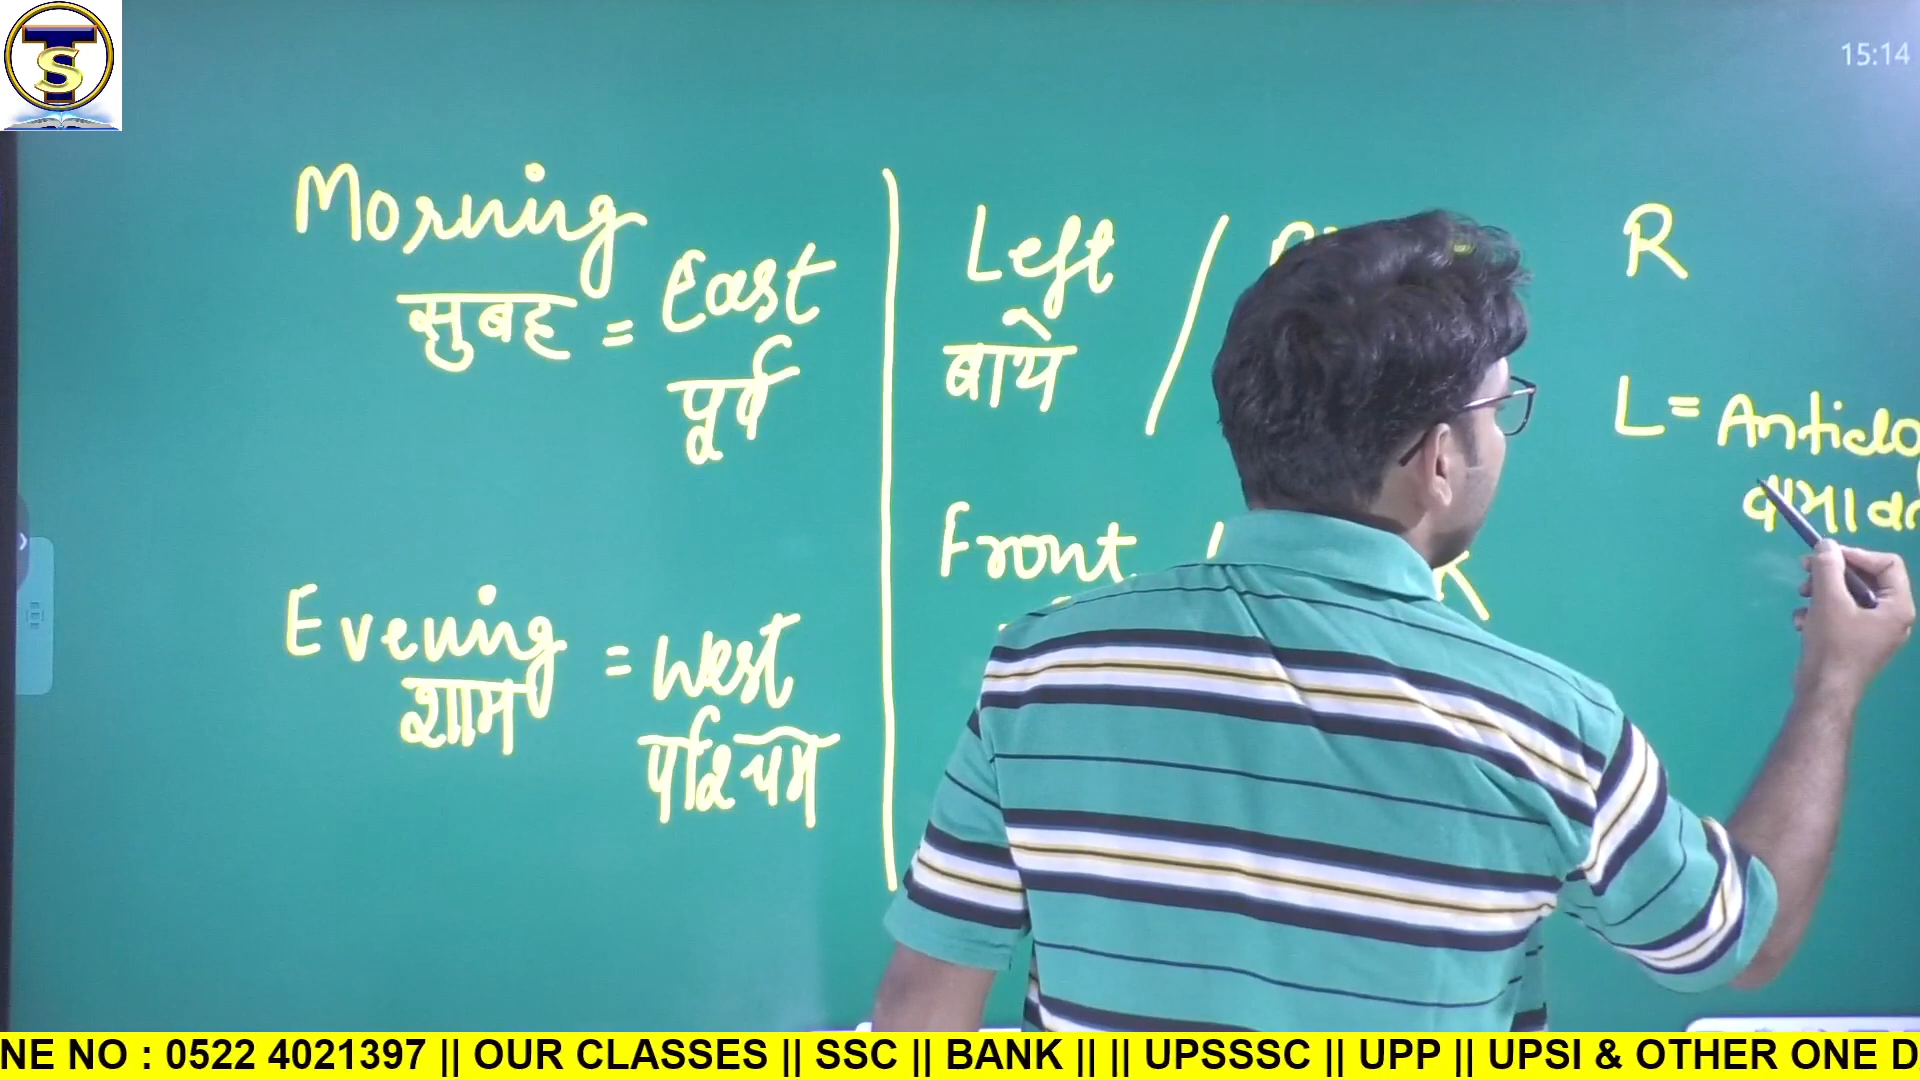 TS
15:14
Morning
सुबह = East
पूर्व
Evening = West
शाम
पश्चिम
Left /
बाये
Front
R
L = Anticlo
वामाव
NE NO : 0522 4021397 || OUR CLASSES || SSC || BANK || || UPSSSC || UPP || UPSI & OTHER ONE D